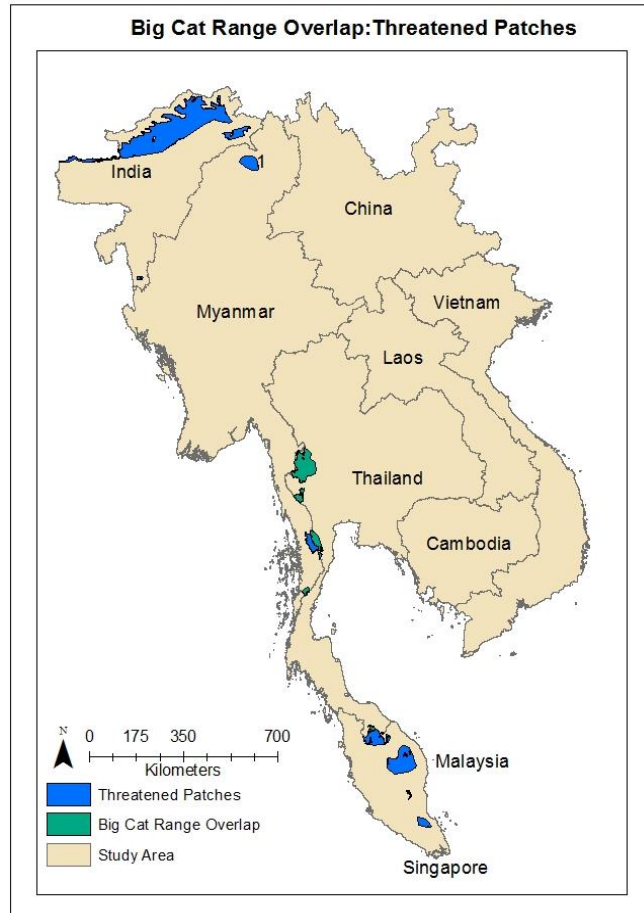 Big Cat Range Overlap:Threatened Patches
India
1
China
Myanmar
Vietnam
Laos
Thailand
Cambodia
N
0 175 350 700
Kilometers
Malaysia
Threatened Patches
Big Cat Range Overlap
Study Area
Singapore